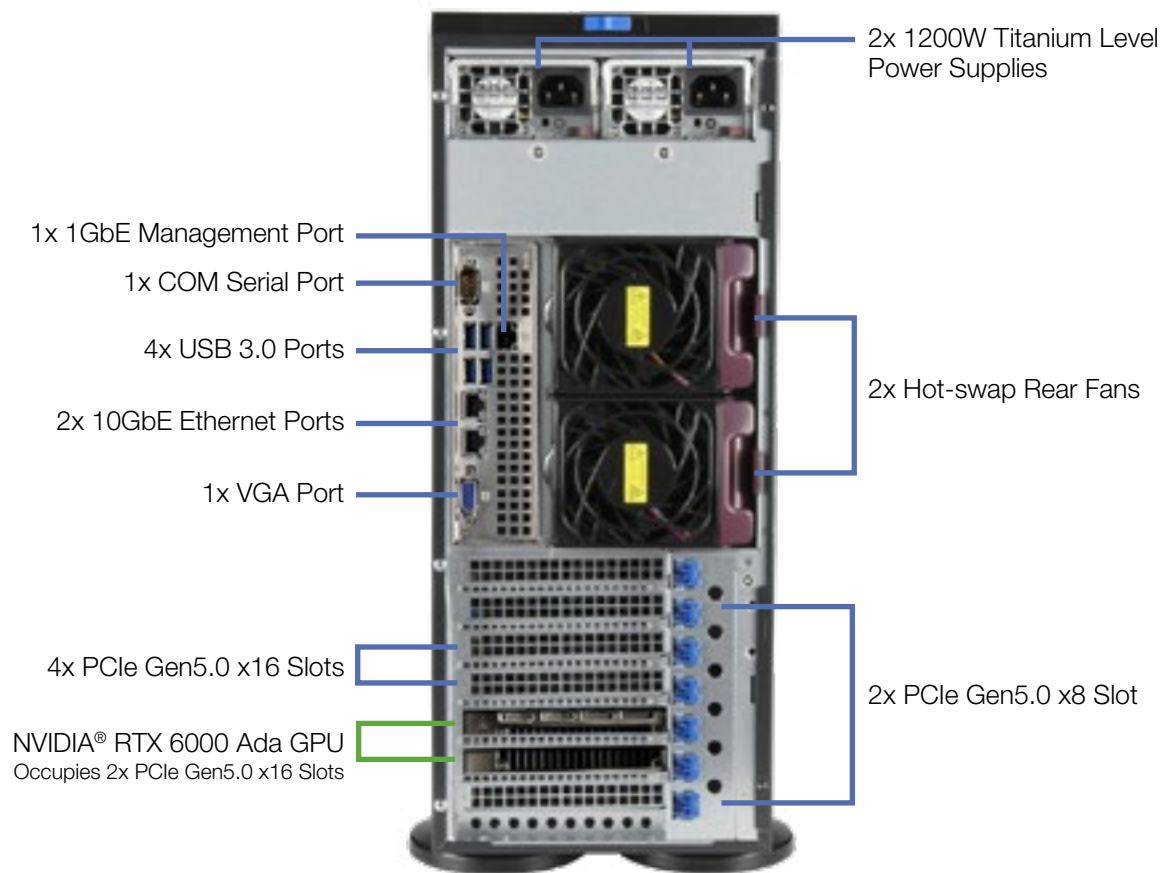 2x 1200W Titanium Level
Power Supplies
1x 1GbE Management Port
1x COM Serial Port
4x USB 3.0 Ports
2x 10GbE Ethernet Ports
1x VGA Port
2x Hot-swap Rear Fans
4x PCIe Gen5.0 x16 Slots
2x PCIe Gen5.0 x8 Slot
NVIDIA® RTX 6000 Ada GPU
Occupies 2x PCIe Gen5.0 x16 Slots